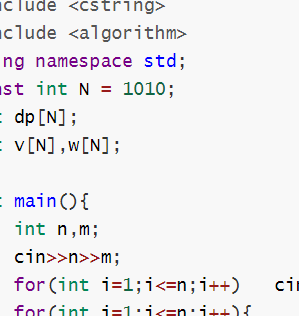 nclude <cstring>
nclude <algorithm>
ng namespace std;
nst int N = 1010;
t dp[N];
t v[N],w[N];
t main(){
int n,m;
cin>>n>>m;
for(int i=1;i<=n;i++) cin
for(int i=1;i<=n;i++){